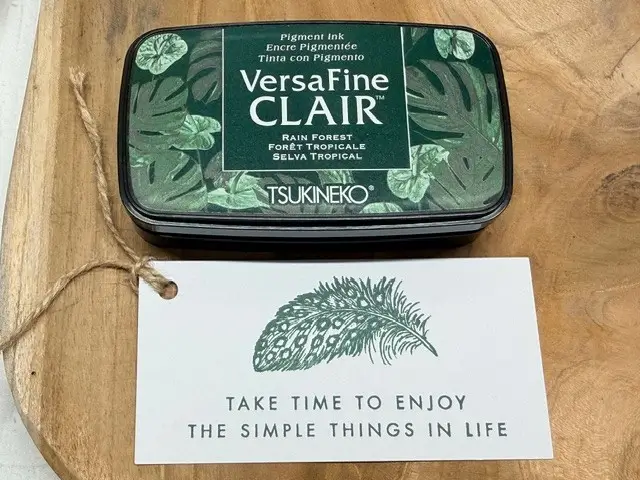 Pigment Ink
Encre Pigmentée
Tinta con Pigmento
VersaFine
CLAIR™
RAIN FOREST
FORÊT TROPICALE
SELVA TROPICAL
TSUKINEKO®
TAKE TIME TO ENJOY
THE SIMPLE THINGS IN LIFE